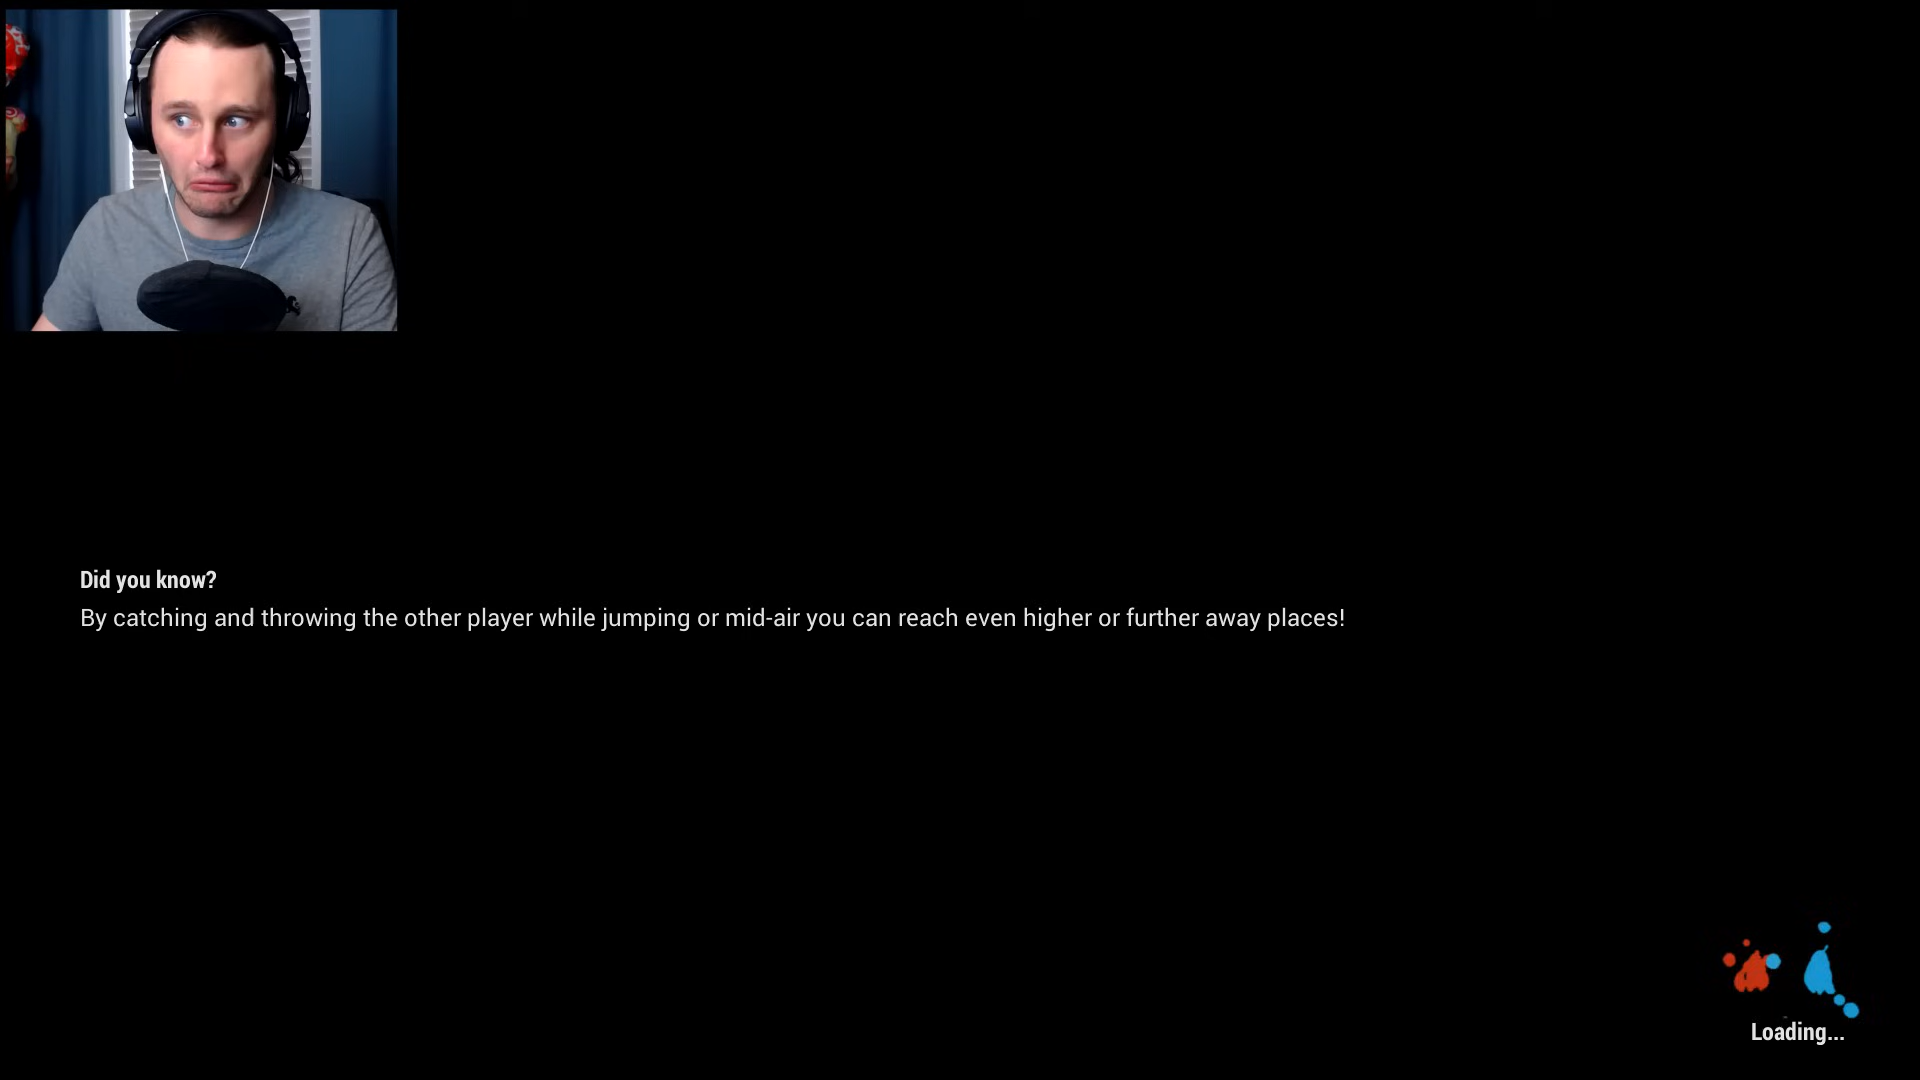 Did you know?
By catching and throwing the other player while jumping or mid-air you can reach even higher or further away places!
Loading...